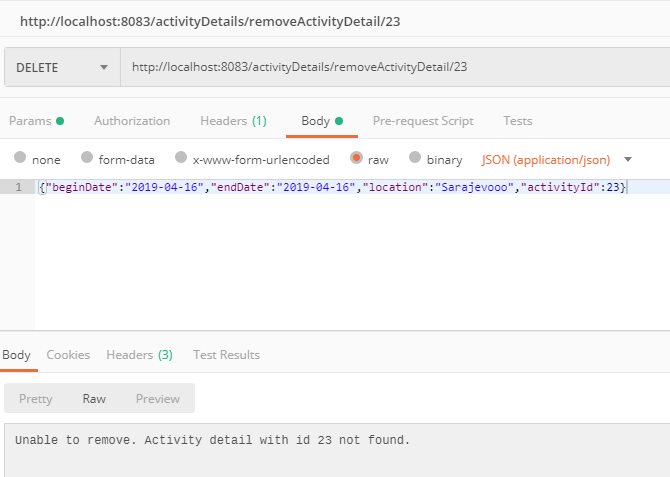 http://localhost:8083/activityDetails/removeActivityDetail/23
DELETE http://localhost:8083/activityDetails/removeActivityDetail/23
Params Authorization Headers (1) Body Pre-request Script Tests
none form-data x-www-form-urlencoded raw binary JSON (application/json)
1 {"beginDate":"2019-04-16","endDate":"2019-04-16","location":"Sarajevooo","activityId":23}
Body Cookies Headers (3) Test Results
Pretty Raw Preview
Unable to remove. Activity detail with id 23 not found.